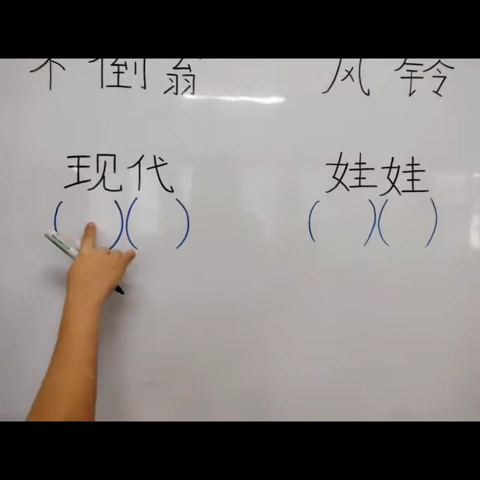 不倒翁 风铃
现代 娃娃
( )( ) ( )( )